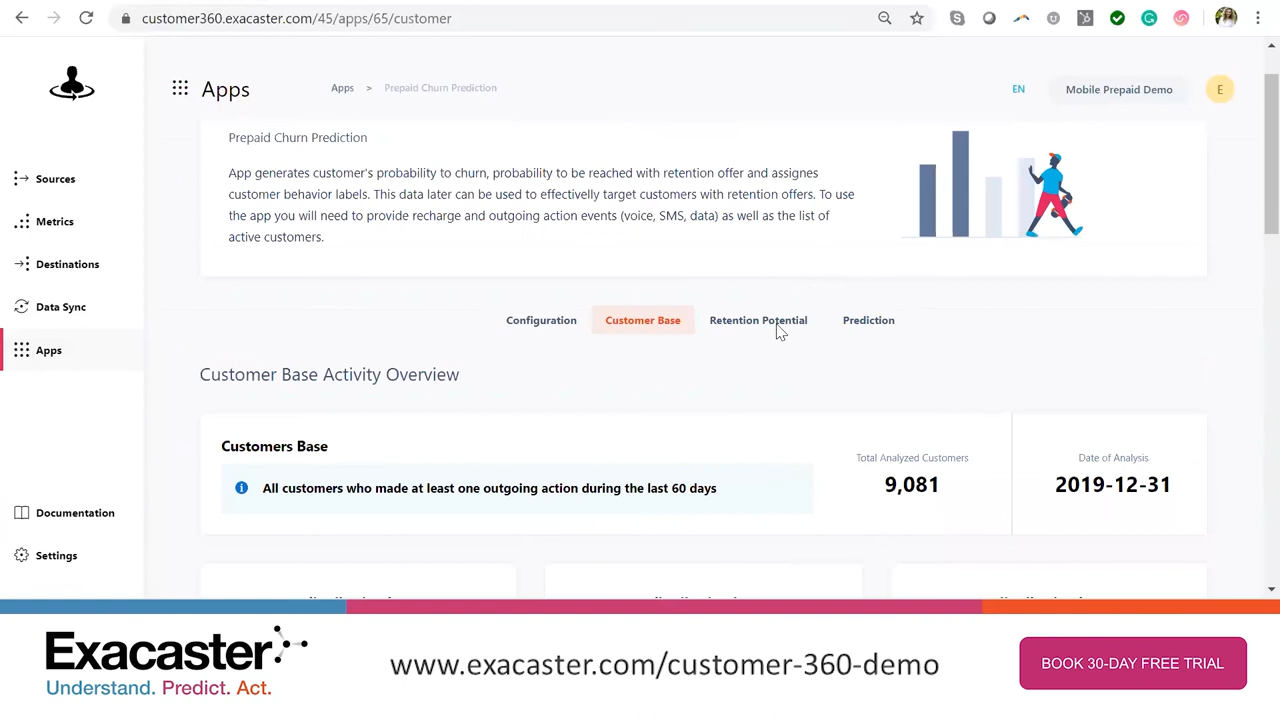 customer360.exacaster.com/45/apps/65/customer
Apps
Apps > Prepaid Churn Prediction
EN
Mobile Prepaid Demo
E
Sources
Metrics
Destinations
Data Sync
Apps
Documentation
Settings
Prepaid Churn Prediction
App generates customer's probability to churn, probability to be reached with retention offer and assignes
customer behavior labels. This data later can be used to effectivelly target customers with retention offers. To use
the app you will need to provide recharge and outgoing action events (voice, SMS, data) as well as the list of
active customers.
Configuration
Customer Base
Retention Potential
Prediction
Customer Base Activity Overview
Customers Base
All customers who made at least one outgoing action during the last 60 days
Total Analyzed Customers
9,081
Date of Analysis
2019-12-31
Exacaster
Understand. Predict. Act.
www.exacaster.com/customer-360-demo
BOOK 30-DAY FREE TRIAL